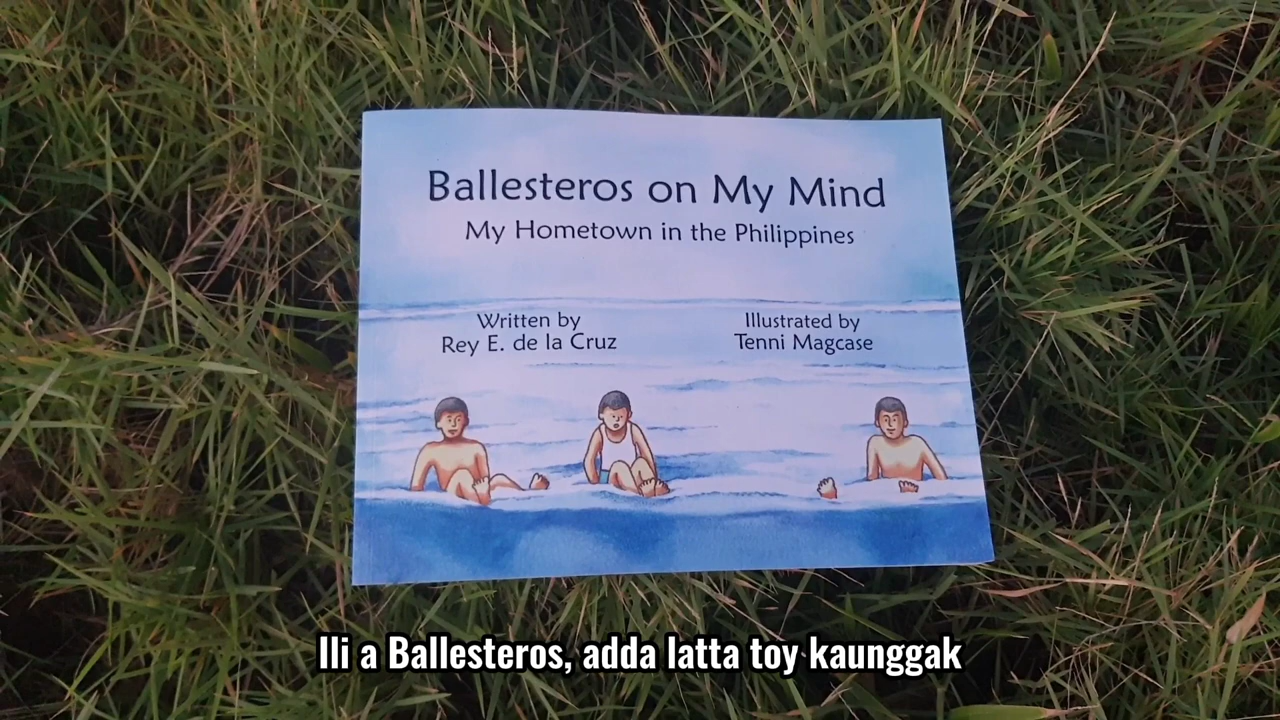 Ballesteros on My Mind
My Hometown in the Philippines
Written by
Rey E. de la Cruz
Illustrated by
Tenni Magcase
Ili a Ballesteros, adda latta toy kaunggak